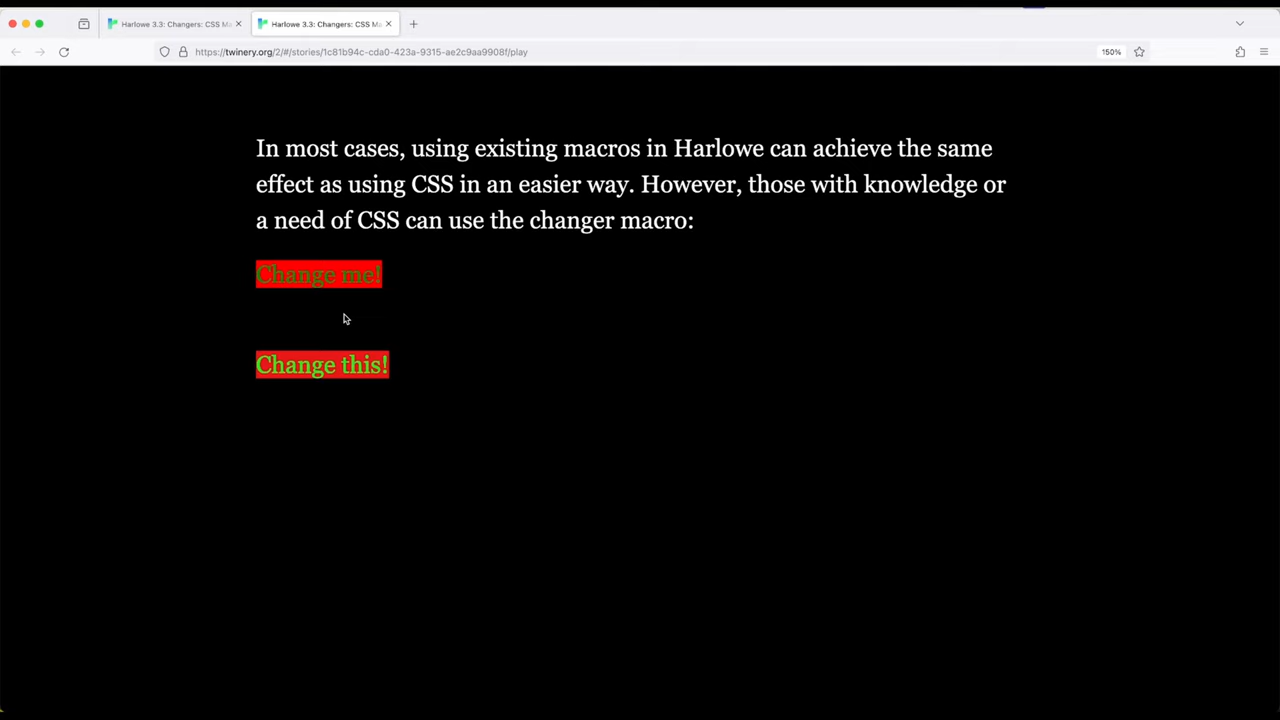 Harlowe 3.3: Changers: CSS Ma
Harlowe 3.3: Changers: CSS Ma
https://twinery.org/2/#/stories/1c81b94c-cda0-423a-9315-ae2c9aa9908f/play
150%
In most cases, using existing macros in Harlowe can achieve the same
effect as using CSS in an easier way. However, those with knowledge or
a need of CSS can use the changer macro:
Change me!
Change this!